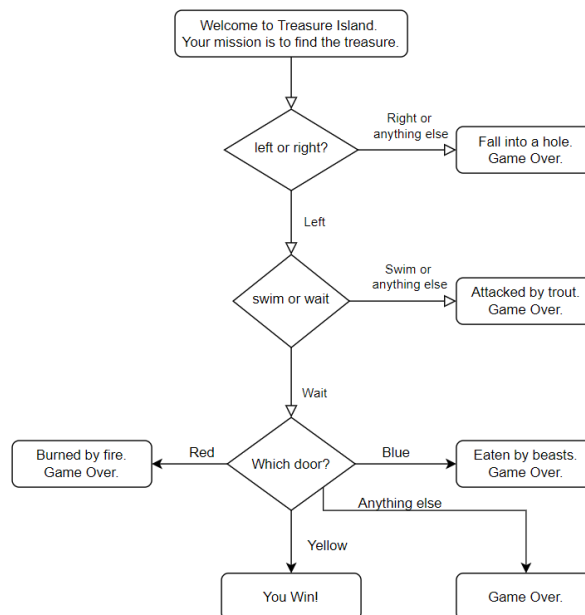 Welcome to Treasure Island.
Your mission is to find the treasure.
left or right?
Right or
anything else
Fall into a hole.
Game Over.
Left
swim or wait
Swim or
anything else
Attacked by trout.
Game Over.
Wait
Burned by fire.
Game Over.
Red
Which door?
Blue
Eaten by beasts.
Game Over.
Anything else
Yellow
You Win!
Game Over.